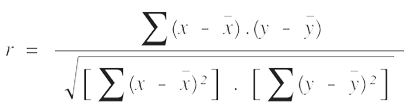 r = ∑(x - x̄).(y - ȳ) / √[∑(x - x̄)²] . [∑(y - ȳ)²]